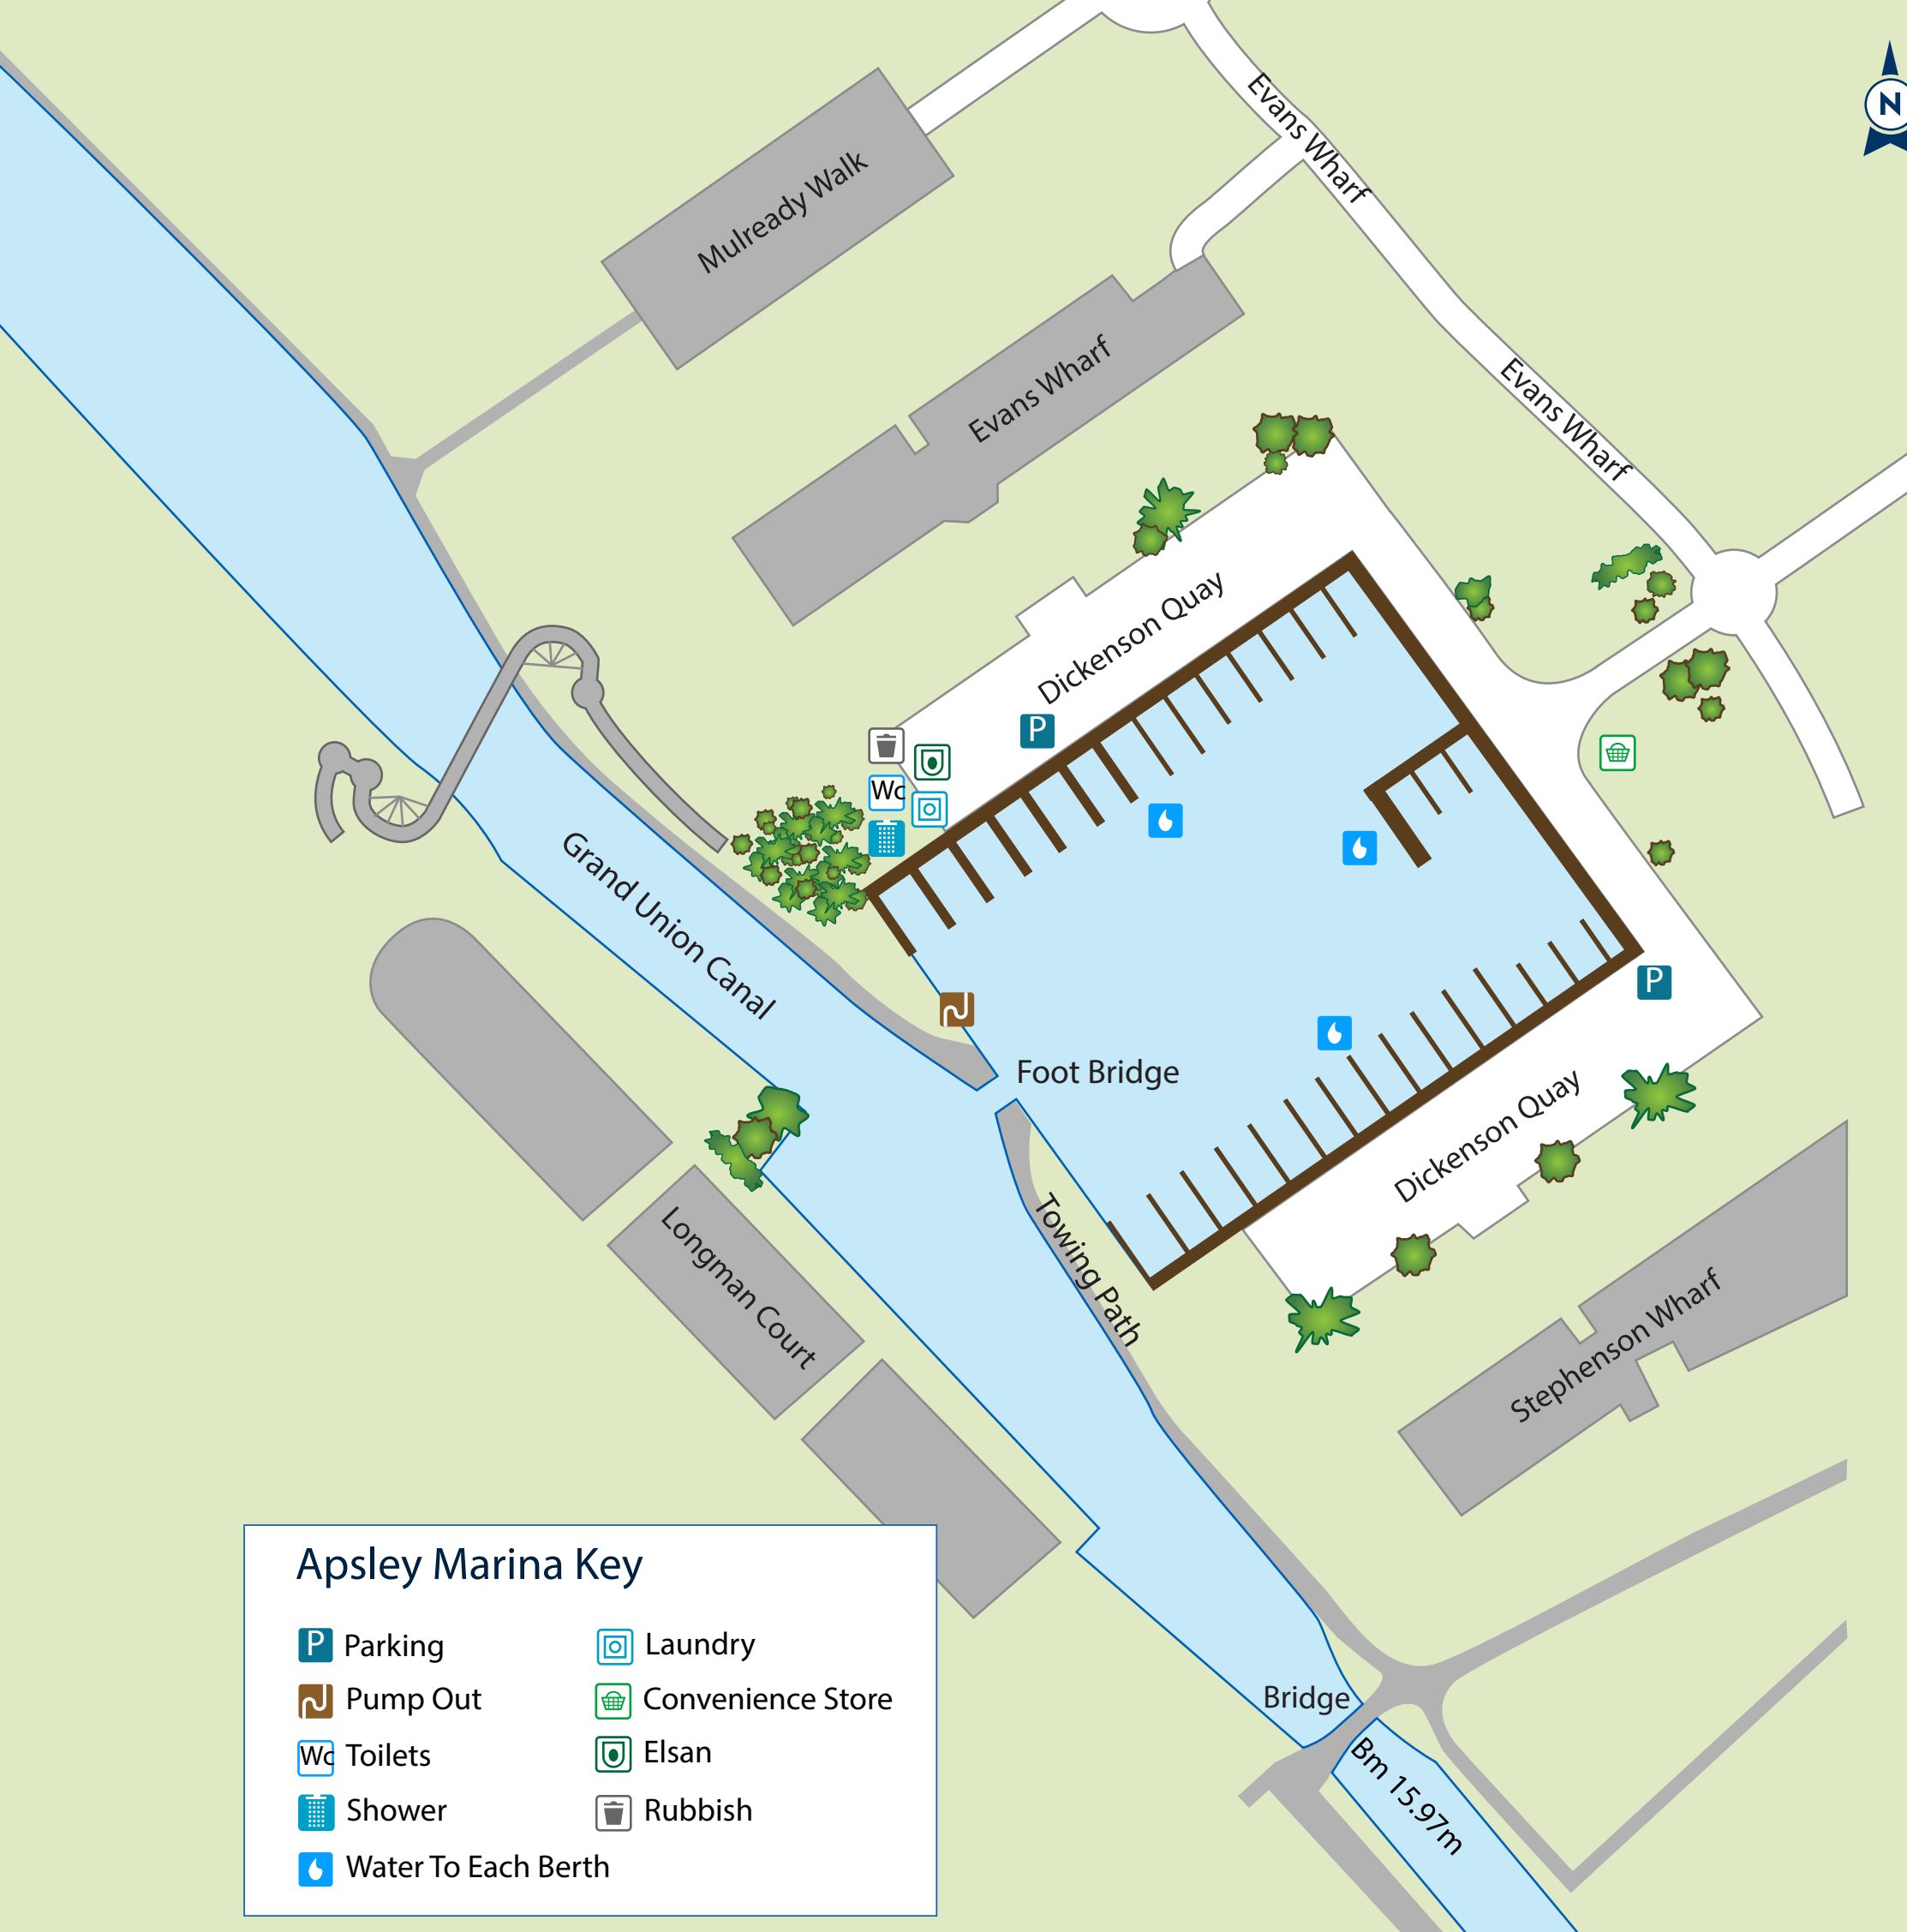 N
Evans Wharf
Mulready Walk
Evans Wharf
Evans Wharf
Dickenson Quay
P
Wc
Grand Union Canal
P
Foot Bridge
Dickenson Quay
Towing Path
Longman Court
Stephenson Wharf
Bridge
Bm 15.97m
Apsley Marina Key
P Parking
Pump Out
Wc Toilets
Shower
Water To Each Berth
Laundry
Convenience Store
Elsan
Rubbish